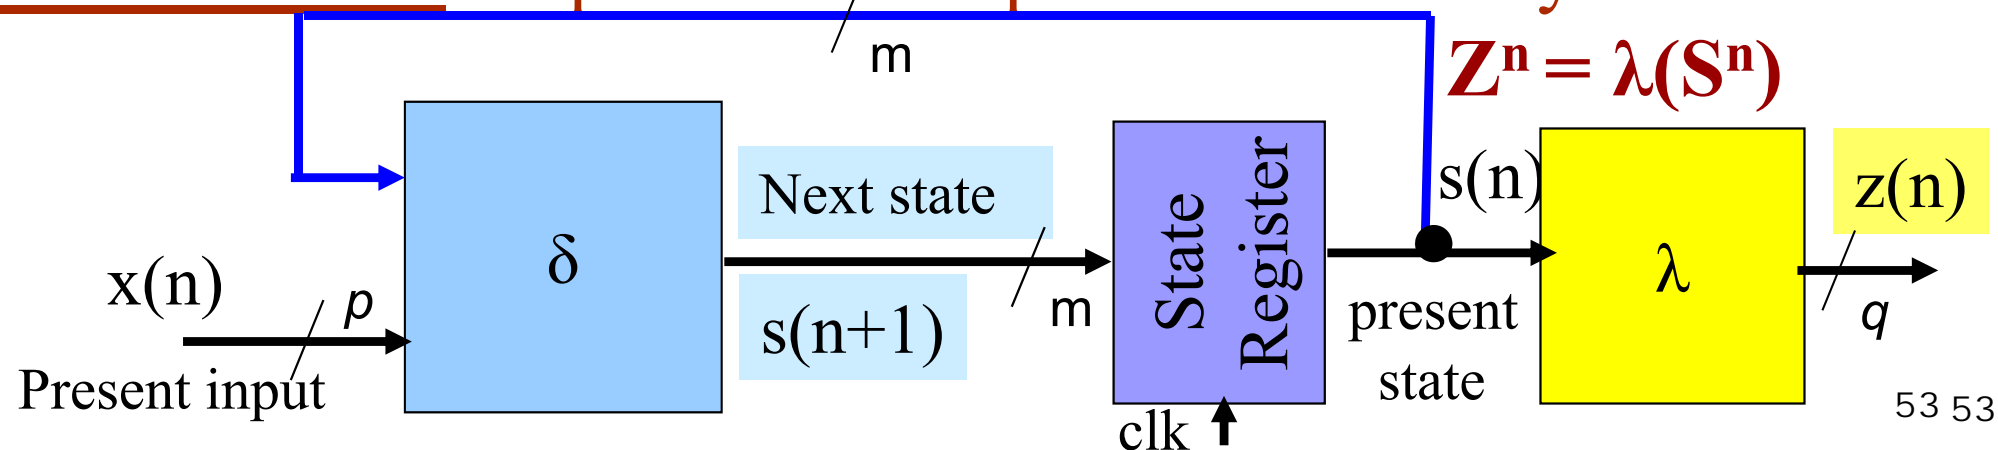 m
Zⁿ = λ(Sⁿ)
s(n)
z(n)
Next state
δ
State
Register
λ
x(n)
p
m
s(n+1)
present
state
q
Present input
clk
53 53